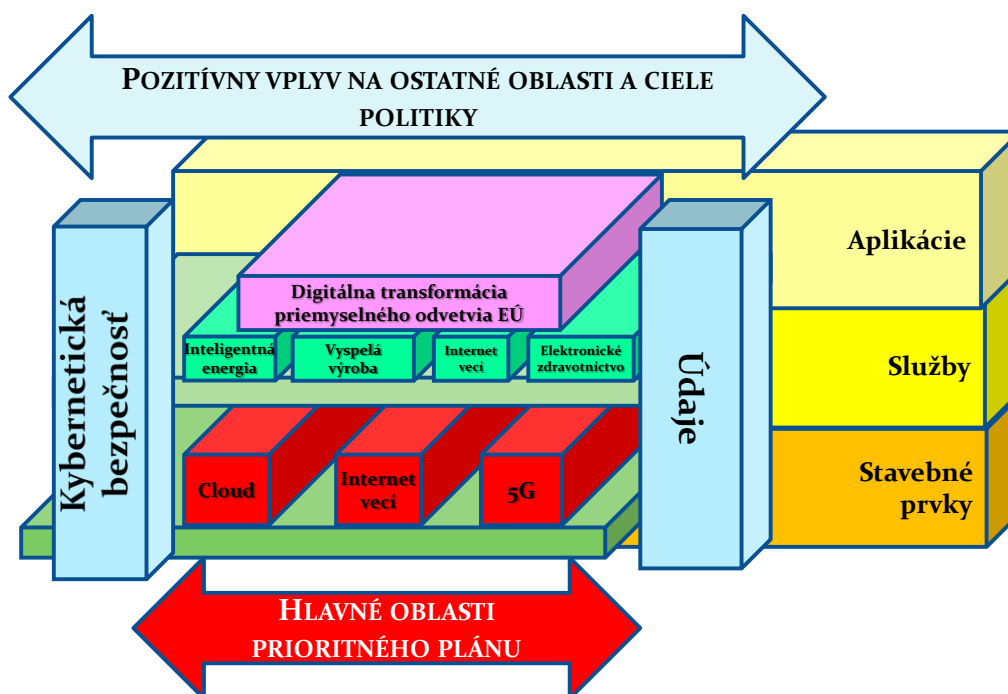 POZITÍVNY VPLYV NA OSTATNÉ OBLASTI A CIELE
POLITIKY
Aplikácie
Digitálna transformácia
priemyselného odvetvia EÚ
Inteligentná
energia
Vyspelá
výroba
Internet
vecí
Elektronické
zdravotníctvo
Služby
Kybernetická
bezpečnosť
Údaje
Cloud
Internet
vecí
5G
Stavebné
prvky
HLAVNÉ OBLASTI
PRIORITNÉHO PLÁNU